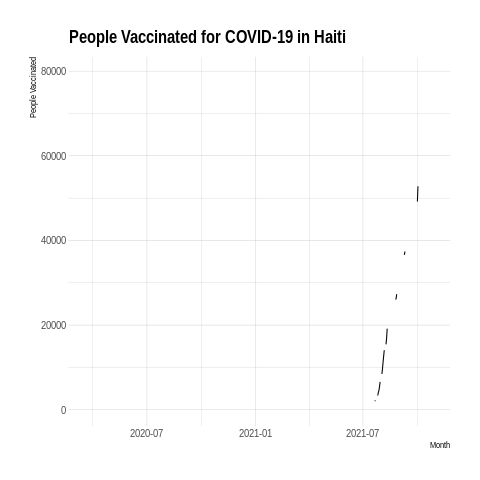 People Vaccinated for COVID-19 in Haiti
People Vaccinated
80000
60000
40000
20000
0
2020-07
2021-01
2021-07
Month